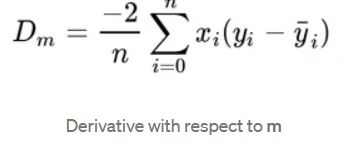 D_m = \frac{-2}{n} \sum_{i=0}^{n} x_i(y_i - \bar{y}_i)
Derivative with respect to m